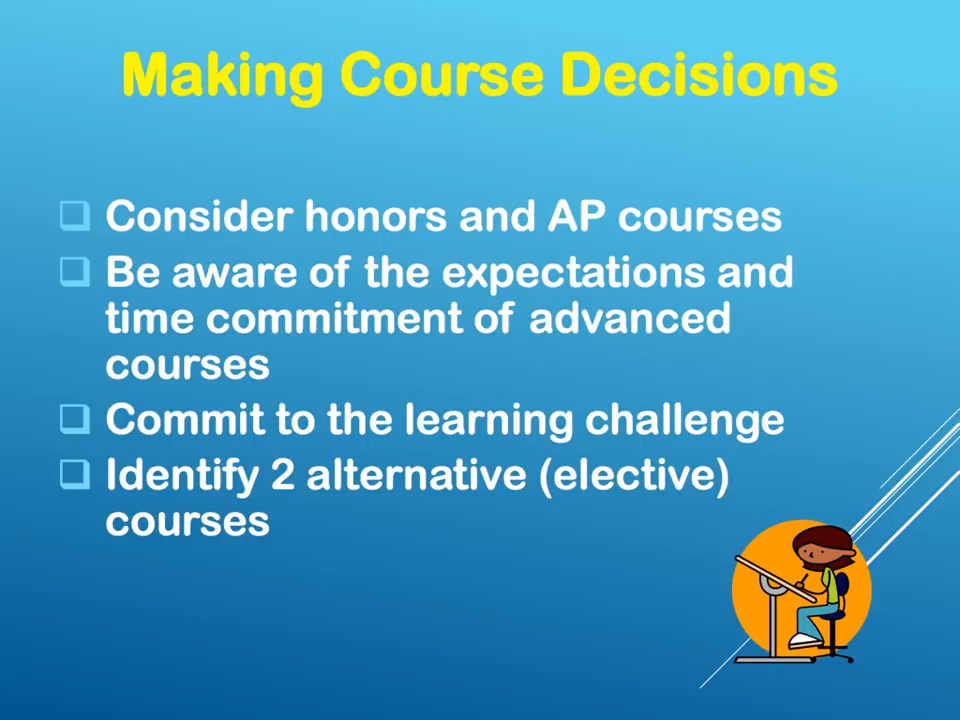 Making Course Decisions
Consider honors and AP courses
Be aware of the expectations and
time commitment of advanced
courses
Commit to the learning challenge
Identify 2 alternative (elective)
courses